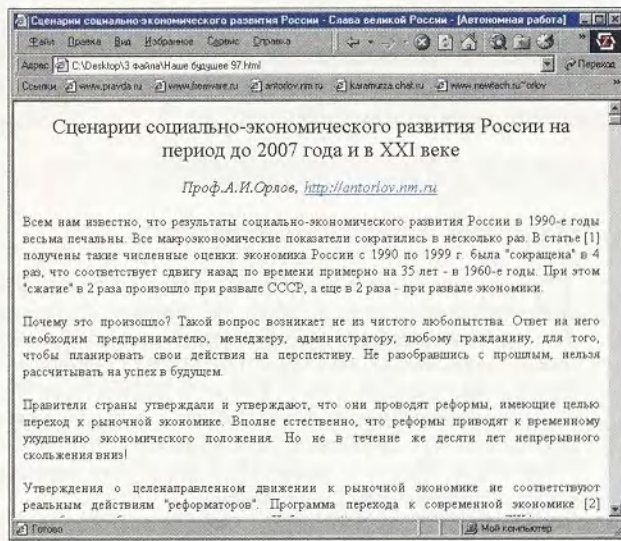 Сценарии социально-экономического развития России - Слава великой России - [Автономная работа]
Файл Правка Вид Избранное Сервис Справка
Адрес C:\Desktop\3 файла\Наше будущее 97.html Переход
Ссылки www.pravda.ru antorlov.nm.ru karamurza.chat.ru www.newtech.ru~orlov
Сценарии социально-экономического развития России на
период до 2007 года и в XXI веке
Проф.А.И.Орлов, http://antorlov.nm.ru
Всем нам известно, что результаты социально-экономического развития России в 1990-е годы
весьма печальны. Все макроэкономические показатели сократились в несколько раз. В статье [1]
получены такие численные оценки: экономика России с 1990 по 1999 г. была "сокращена" в 4
раз, что соответствует сдвигу назад по времени примерно на 35 лет - в 1960-е годы. При этом
"сжатие" в 2 раза произошло при развале СССР, а еще в 2 раза - при развале экономики.
Почему это произошло? Такой вопрос возникает не из чистого любопытства. Ответ на него
необходим предпринимателю, менеджеру, администратору, любому гражданину, для того,
чтобы планировать свои действия на перспективу. Не разобравшись с прошлым, нельзя
рассчитывать на успех в будущем.
Правители страны утверждали и утверждают, что они проводят реформы, имеющие целью
переход к рыночной экономике. Вполне естественно, что реформы приводят к временному
ухудшению экономического положения. Но не в течение же десяти лет непрерывного
скольжения вниз!
Утверждения о целенаправленном движении к рыночной экономике не соответствуют
реальным действиям "реформаторов". Программа перехода к современной экономике [2]
Готово Мой компьютер